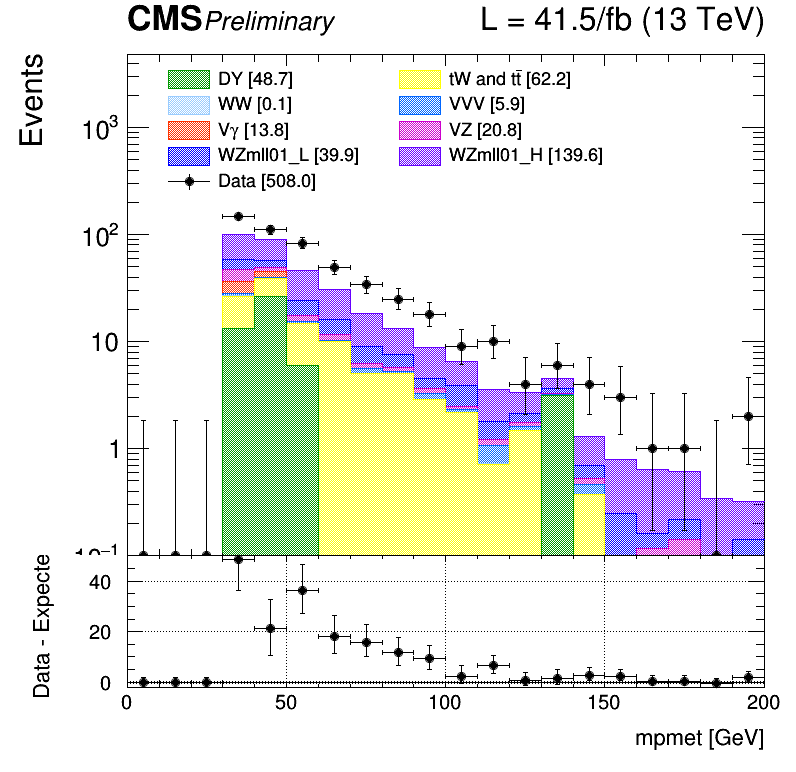 CMS Preliminary L = 41.5/fb (13 TeV)
Events
DY [48.7] tW and tt̄ [62.2]
WW [0.1] VVV [5.9]
Vγ [13.8] VZ [20.8]
WZmll01_L [39.9] WZmll01_H [139.6]
Data [508.0]
10³
10²
10
1
10⁻¹
Data - Expecte
40
20
0
0 50 100 150 200
mpmet [GeV]